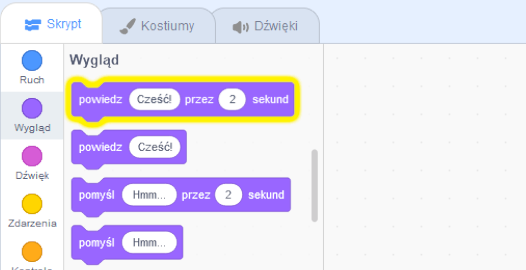 Skrypt Kostiumy Dźwięki
Ruch
Wygląd
Dźwięk
Zdarzenia
Kontrola
Wygląd
powiedz Cześć! przez 2 sekund
powiedz Cześć!
pomyśl Hmm... przez 2 sekund
pomyśl Hmm...